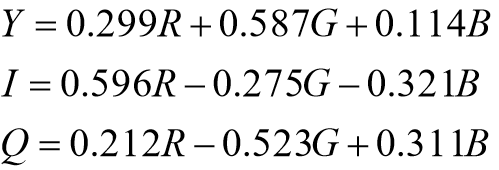 Y = 0.299R + 0.587G + 0.114B
I = 0.596R − 0.275G − 0.321B
Q = 0.212R − 0.523G + 0.311B